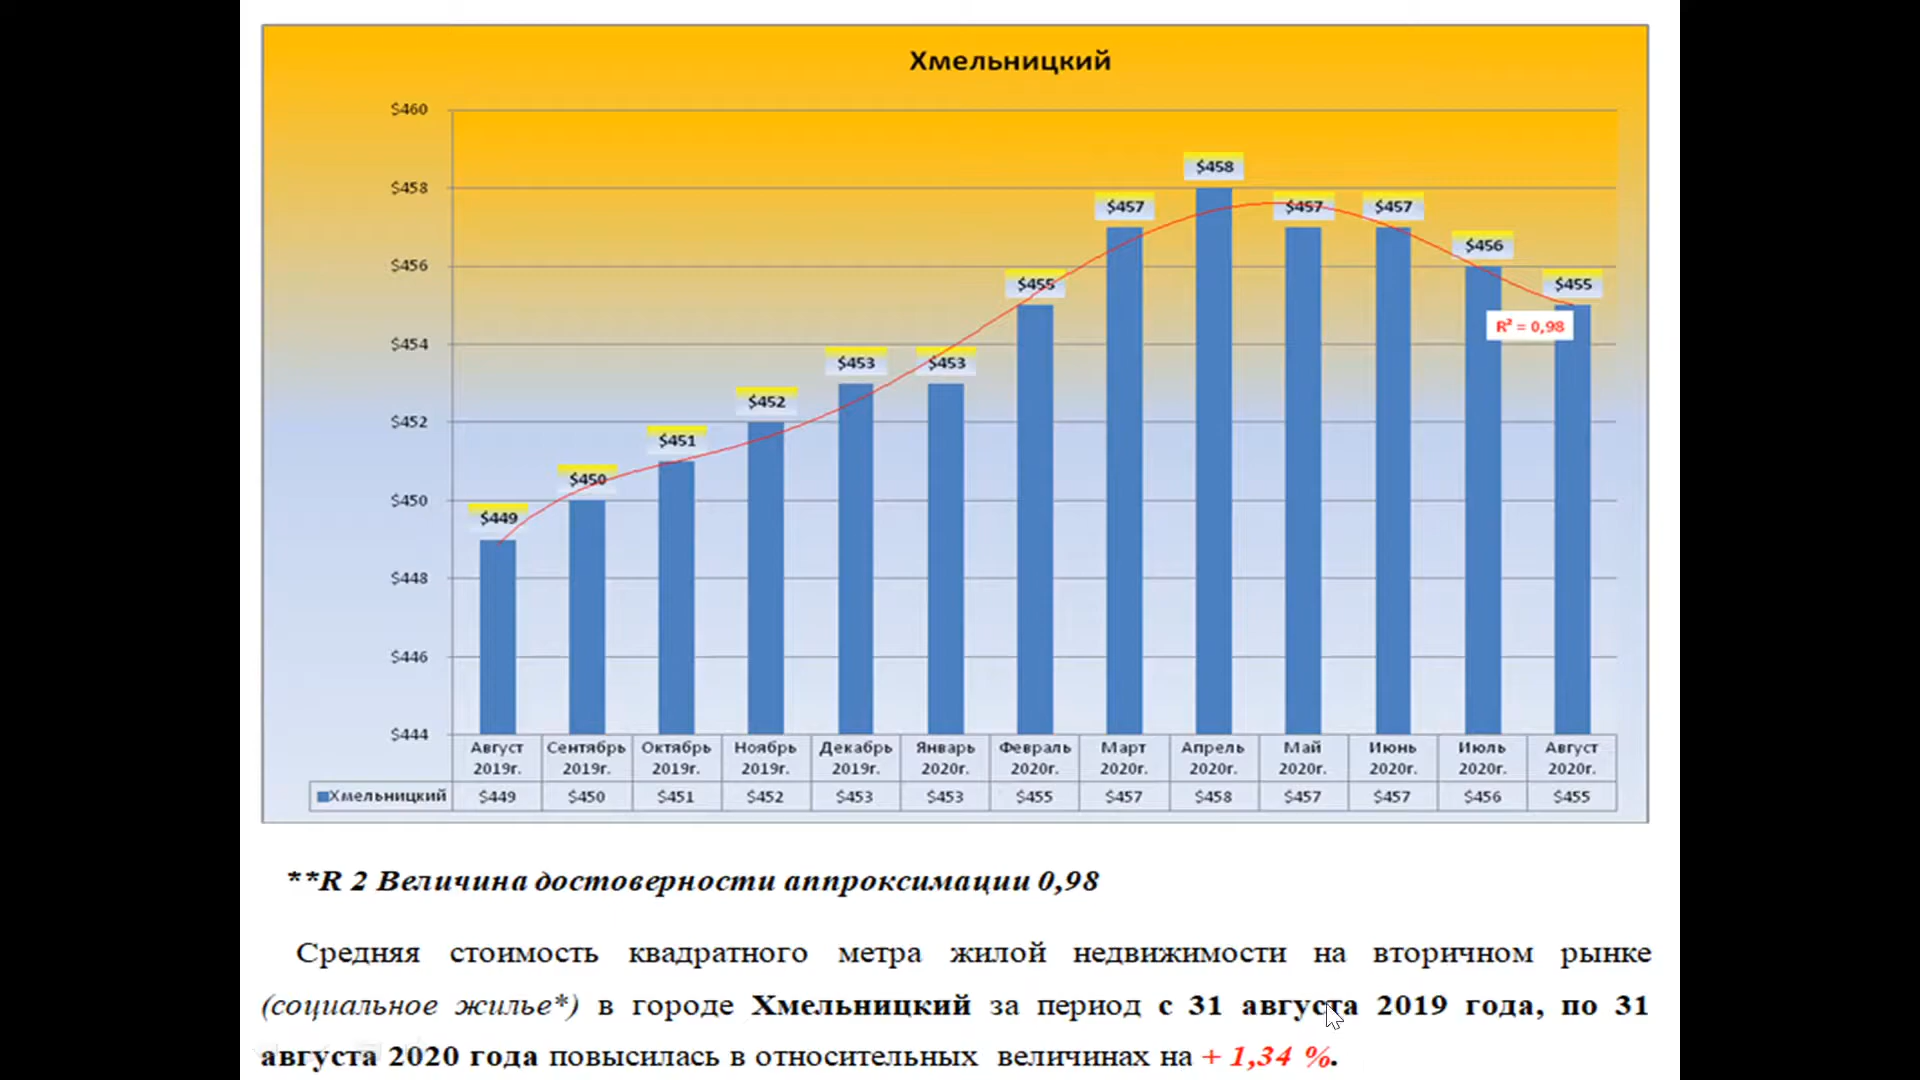 Хмельницкий
$460
$458
$456
$454
$452
$450
$448
$446
$444
$449
$450
$451
$452
$453
$453
$455
$457
$458
$457
$457
$456
$455
R² = 0,98
Август 2019г.
Сентябрь 2019г.
Октябрь 2019г.
Ноябрь 2019г.
Декабрь 2019г.
Январь 2020г.
Февраль 2020г.
Март 2020г.
Апрель 2020г.
Май 2020г.
Июнь 2020г.
Июль 2020г.
Август 2020г.
Хмельницкий $449 $450 $451 $452 $453 $453 $455 $457 $458 $457 $457 $456 $455
**R 2 Величина достоверности аппроксимации 0,98
Средняя стоимость квадратного метра жилой недвижимости на вторичном рынке
(социальное жилье*) в городе Хмельницкий за период с 31 августа 2019 года, по 31
августа 2020 года повысилась в относительных величинах на + 1,34 %.